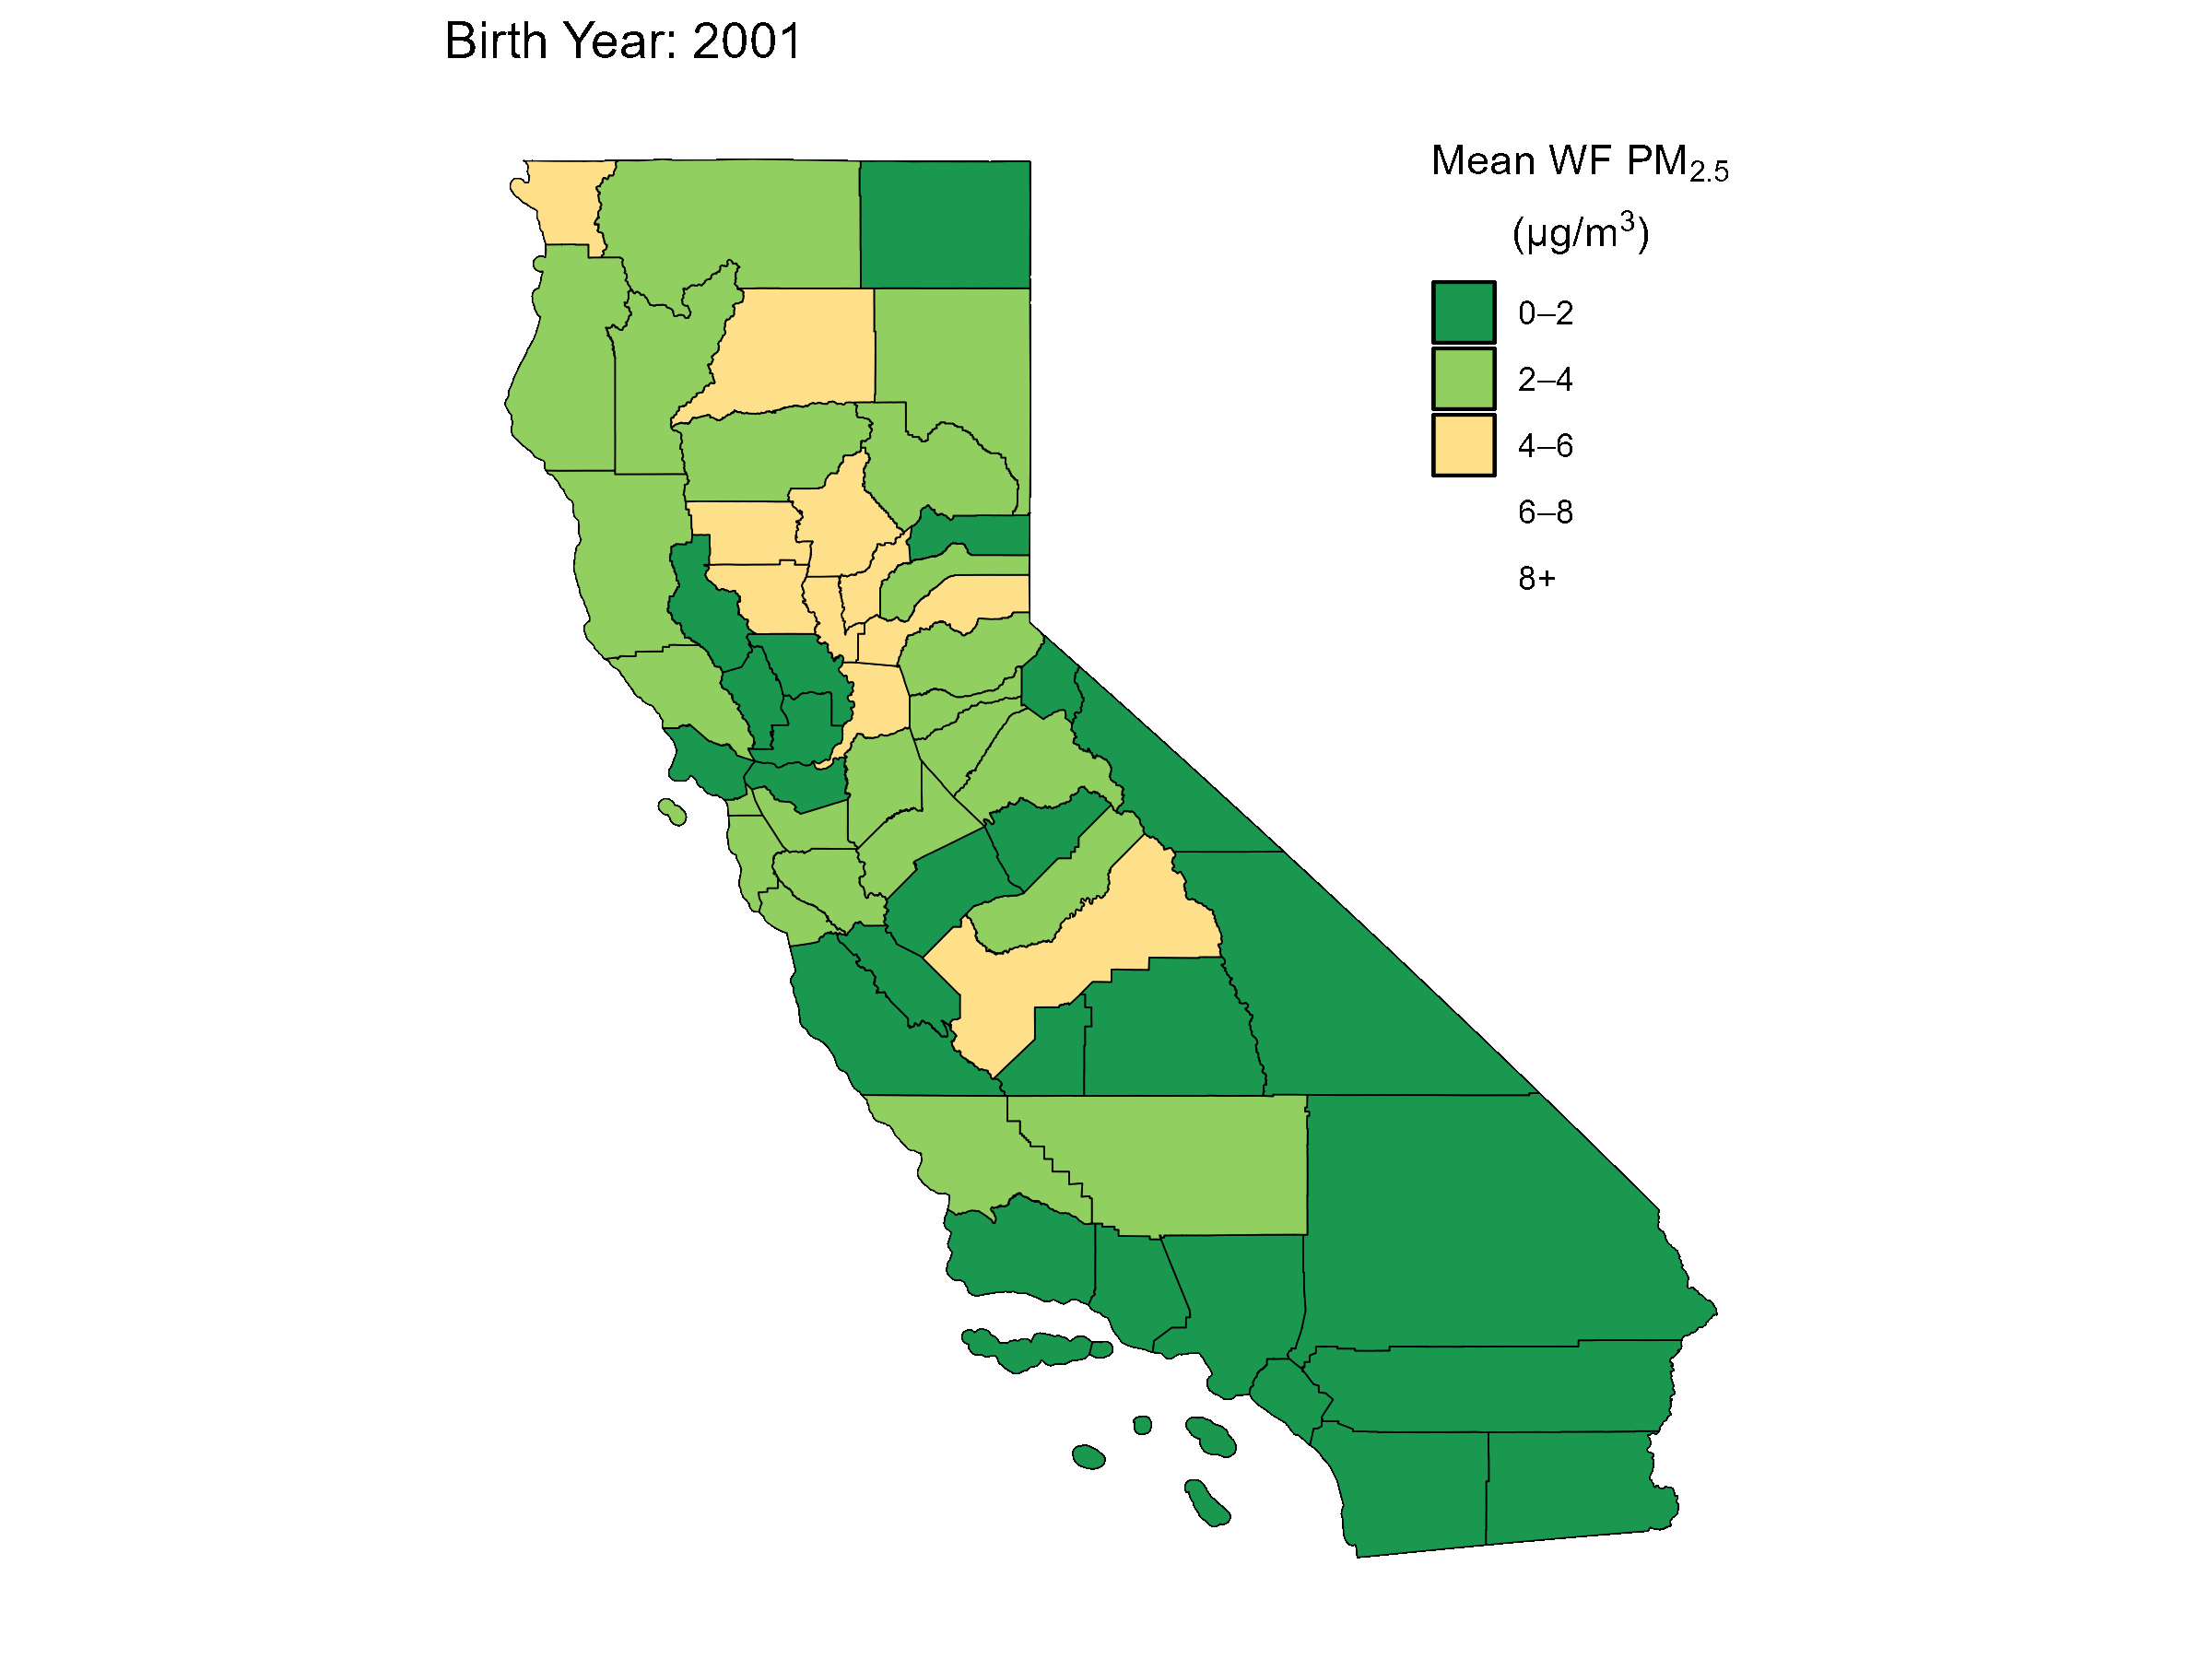 Birth Year: 2001
Mean WF PM₂.₅
(µg/m³)
0–2
2–4
4–6
6–8
8+